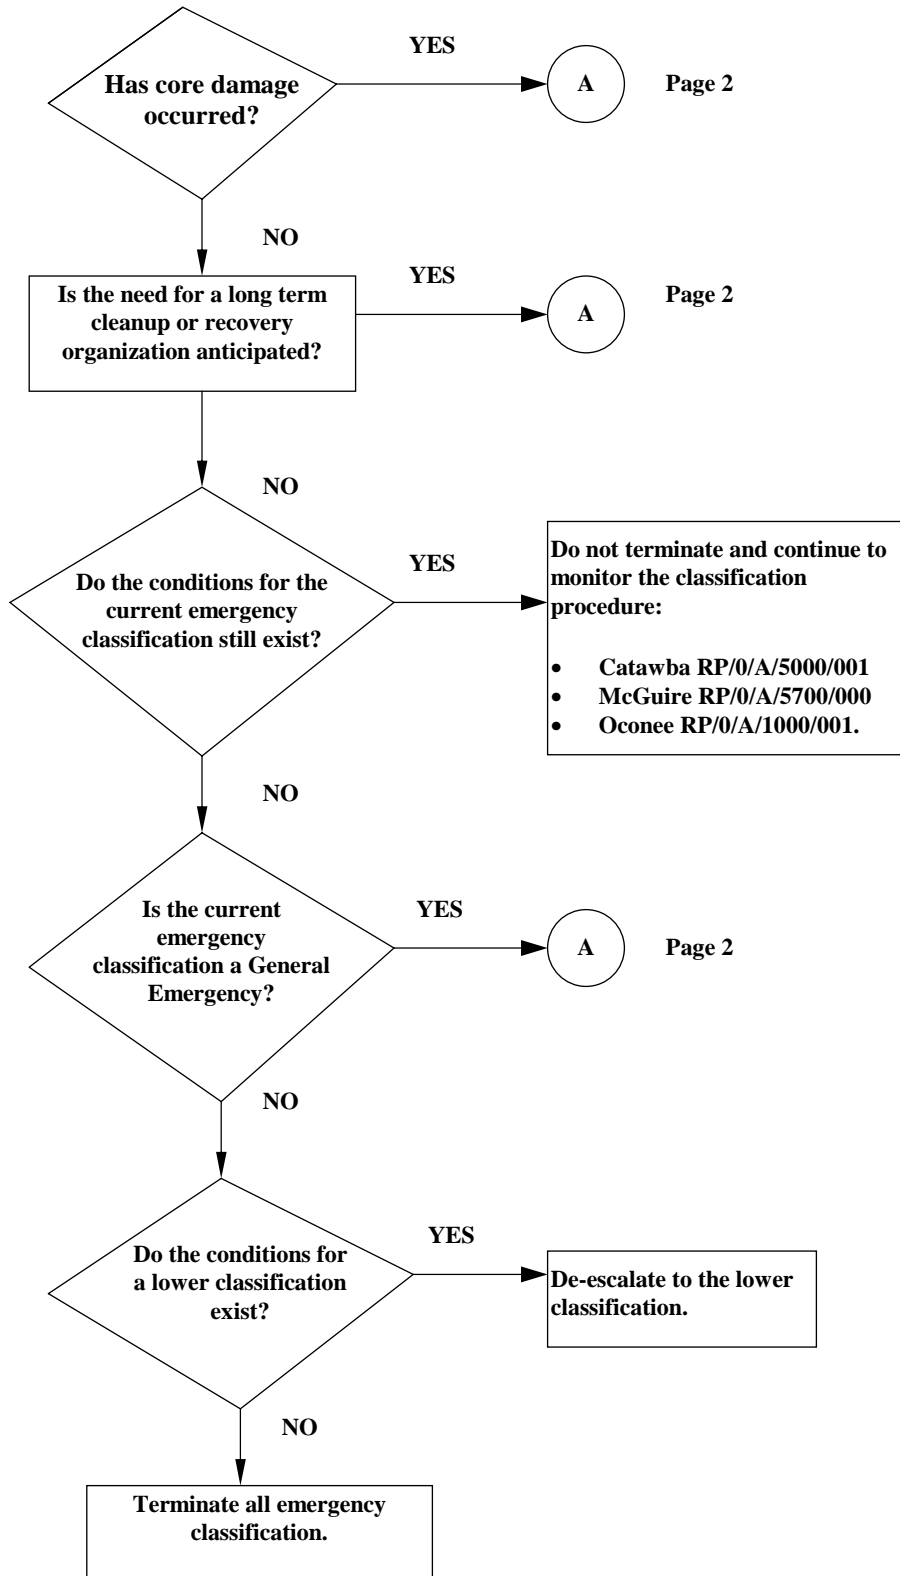 YES
Has core damage
occurred?
A
Page 2
NO
Is the need for a long term
cleanup or recovery
organization anticipated?
YES
A
Page 2
NO
Do the conditions for the
current emergency
classification still exist?
YES
Do not terminate and continue to
monitor the classification
procedure:
• Catawba RP/0/A/5000/001
• McGuire RP/0/A/5700/000
• Oconee RP/0/A/1000/001.
NO
Is the current
emergency
classification a General
Emergency?
YES
A
Page 2
NO
Do the conditions for
a lower classification
exist?
YES
De-escalate to the lower
classification.
NO
Terminate all emergency
classification.